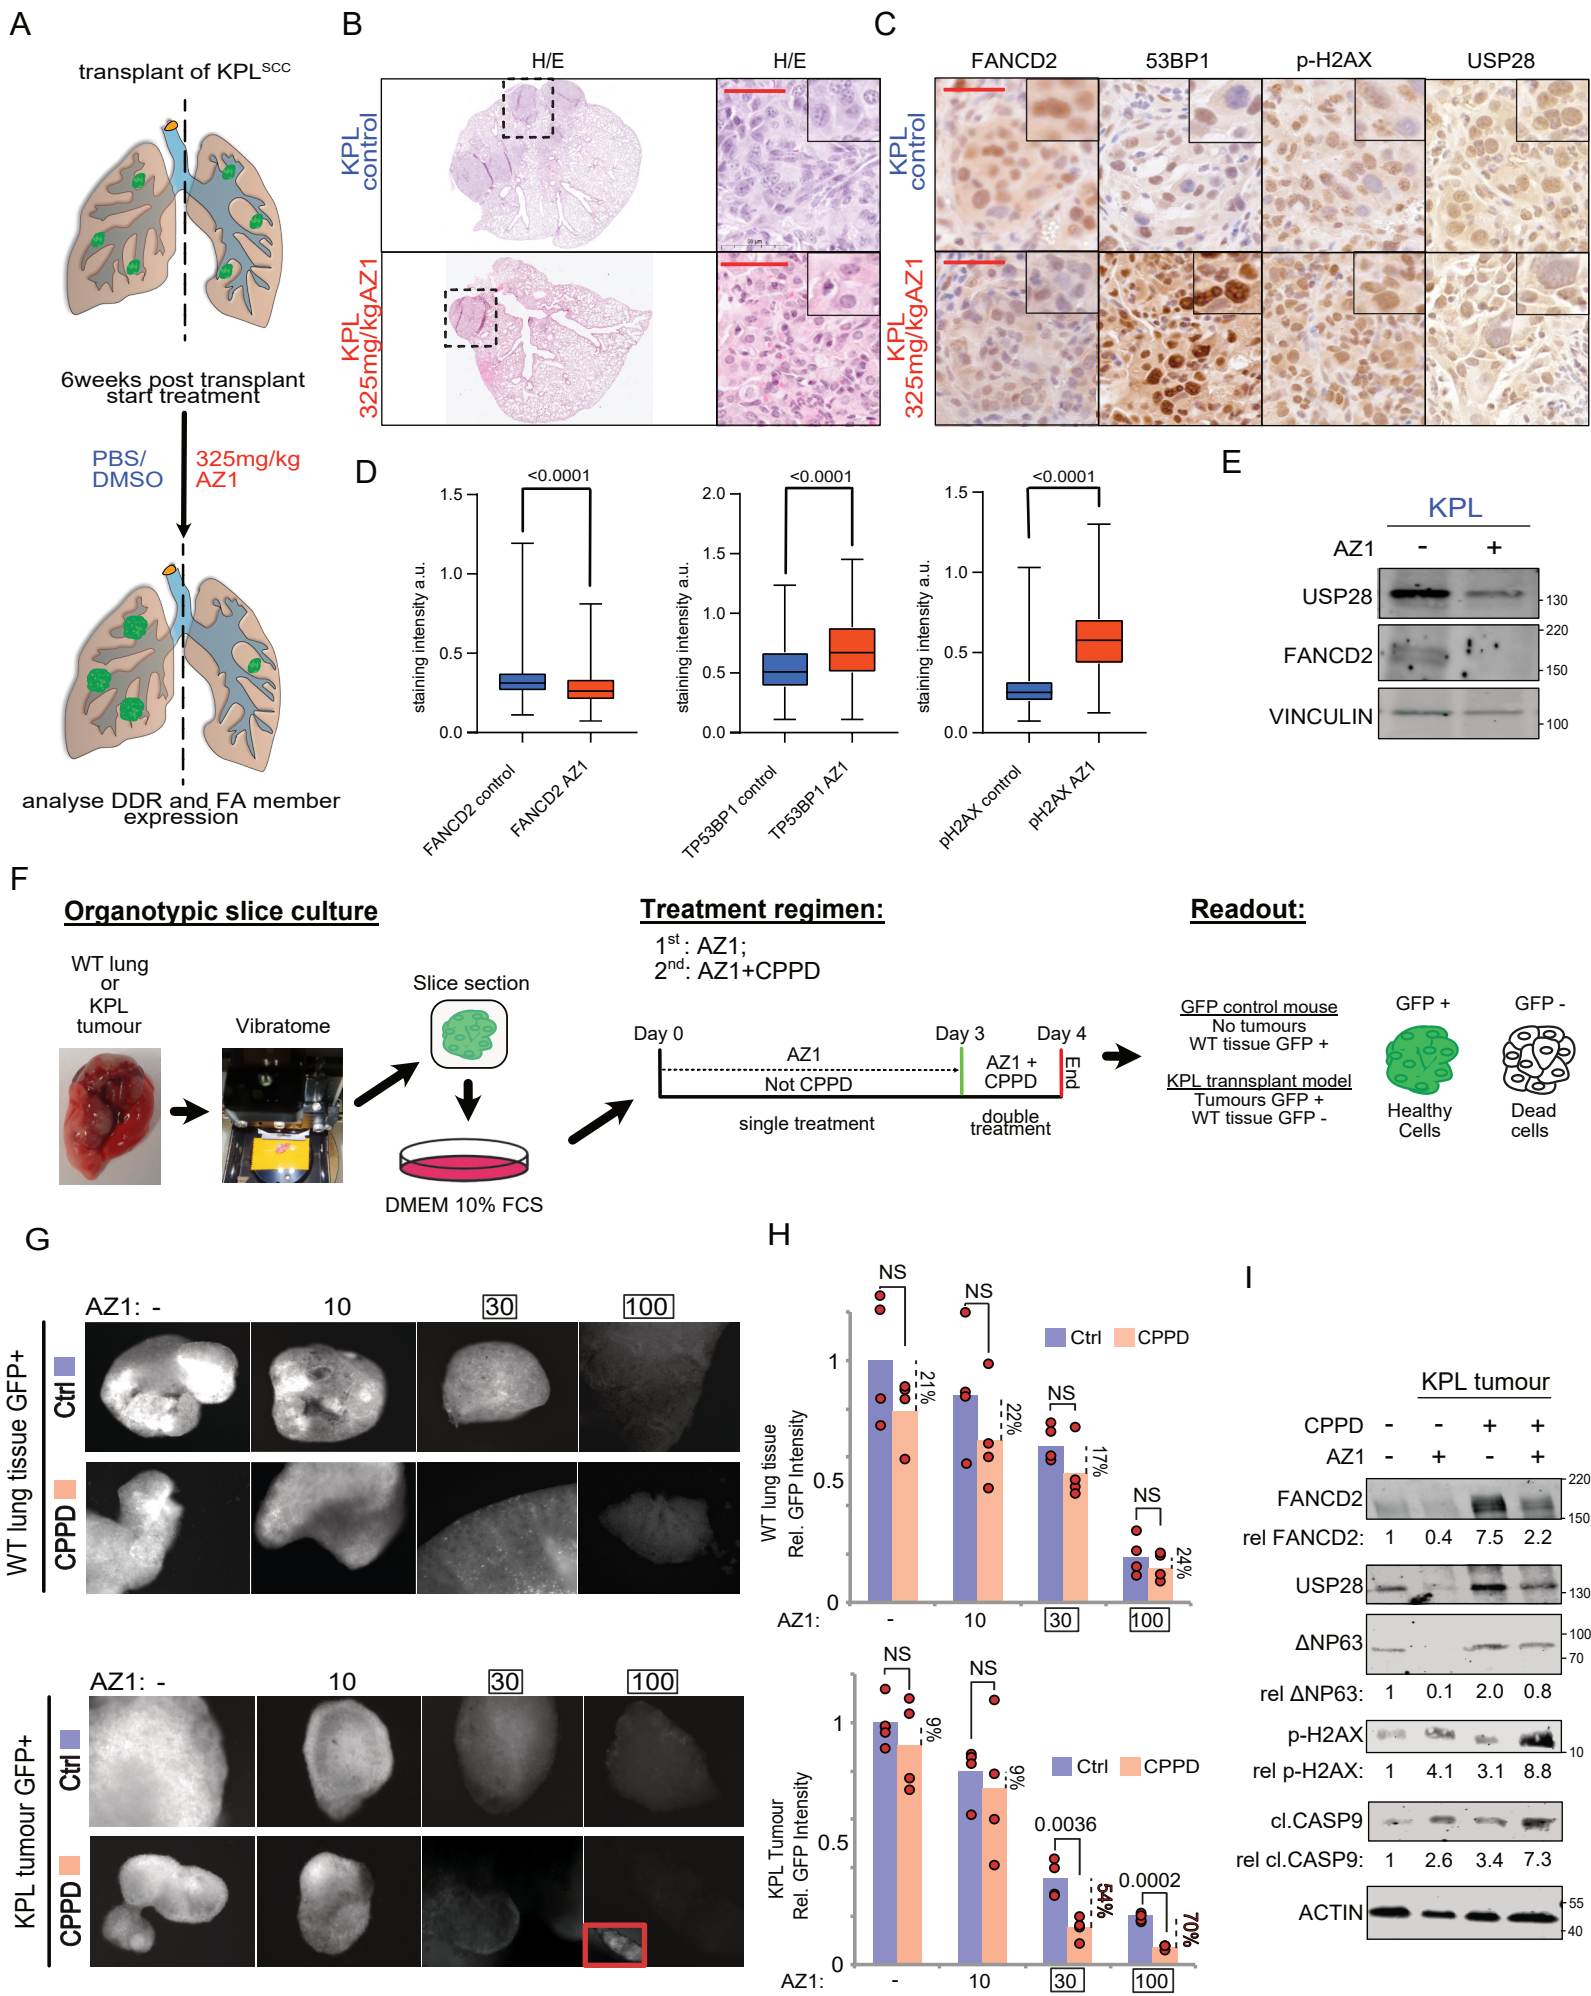 A
transplant of KPLSCC
6weeks post transplant
start treatment
PBS/
DMSO
325mg/kg
AZ1
analyse DDR and FA member
expression
B
H/E
H/E
KPL
control
KPL
325mg/kgAZ1
C
FANCD2
53BP1
p-H2AX
USP28
KPL
control
KPL
325mg/kgAZ1
D
<0.0001
1.5
1.0
0.5
0.0
staining intensity a.u.
FANCD2 control
FANCD2 AZ1
<0.0001
2.0
1.5
1.0
0.5
0.0
staining intensity a.u.
TP53BP1 control
TP53BP1 AZ1
<0.0001
1.5
1.0
0.5
0.0
staining intensity a.u.
pH2AX control
pH2AX AZ1
E
KPL
AZ1 - +
USP28
130
220
FANCD2
150
VINCULIN
100
F
Organotypic slice culture
WT lung
or
KPL
tumour
Vibratome
Slice section
DMEM 10% FCS
Treatment regimen:
1st : AZ1;
2nd: AZ1+CPPD
Day 0
Day 3
Day 4
AZ1
Not CPPD
AZ1 +
CPPD
End
single treatment
double
treatment
Readout:
GFP control mouse
No tumours
WT tissue GFP +
KPL trannsplant model
Tumours GFP +
WT tissue GFP -
GFP +
GFP -
Healthy
Cells
Dead
cells
G
AZ1: - 10 30 100
WT lung tissue GFP+
Ctrl
CPPD
AZ1: - 10 30 100
KPL tumour GFP+
Ctrl
CPPD
H
NS
NS
NS
NS
Ctrl
CPPD
21%
22%
17%
24%
1
0.5
0
WT lung tissue
Rel. GFP Intensity
AZ1: - 10 30 100
NS
NS
0.0036
0.0002
Ctrl
CPPD
9%
9%
54%
70%
1
0.5
0
KPL Tumour
Rel. GFP Intensity
AZ1: - 10 30 100
I
KPL tumour
CPPD - - + +
AZ1 - + - +
FANCD2
220
150
rel FANCD2: 1 0.4 7.5 2.2
USP28
130
ΔNP63
100
70
rel ΔNP63: 1 0.1 2.0 0.8
p-H2AX
10
rel p-H2AX: 1 4.1 3.1 8.8
cl.CASP9
rel cl.CASP9: 1 2.6 3.4 7.3
ACTIN
55
40